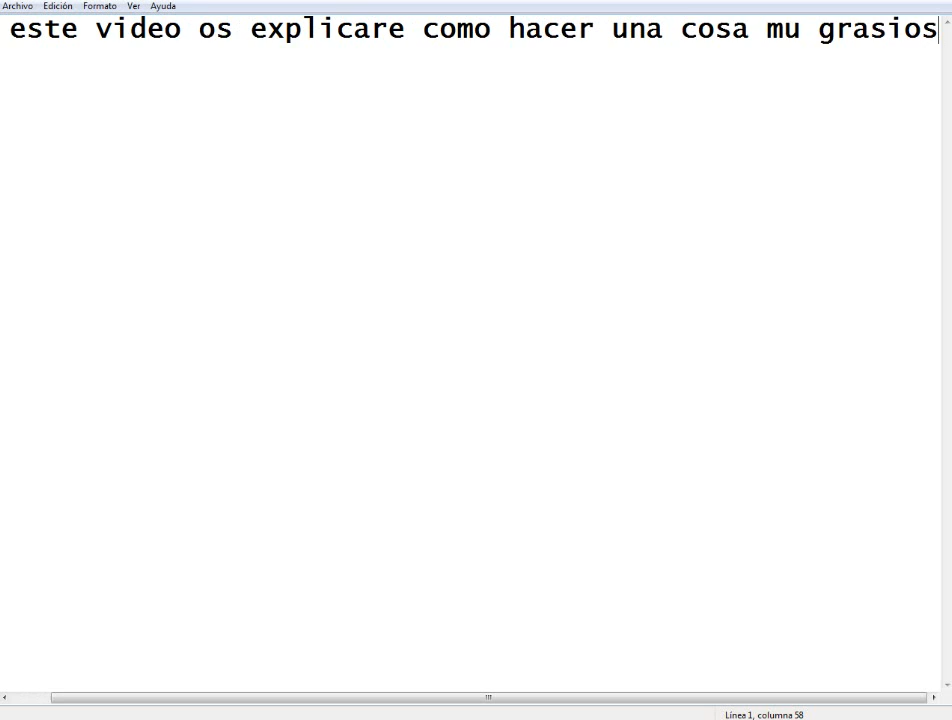 Archivo Edición Formato Ver Ayuda
este video os explicare como hacer una cosa mu grasios
Línea 1, columna 58